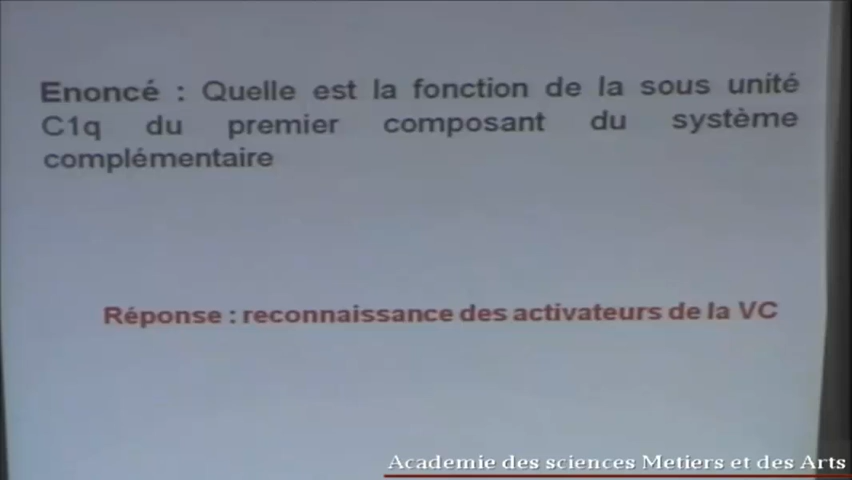 Enoncé : Quelle est la fonction de la sous unité
C1q du premier composant du système
complémentaire
Réponse : reconnaissance des activateurs de la VC
Academie des sciences Metiers et des Arts